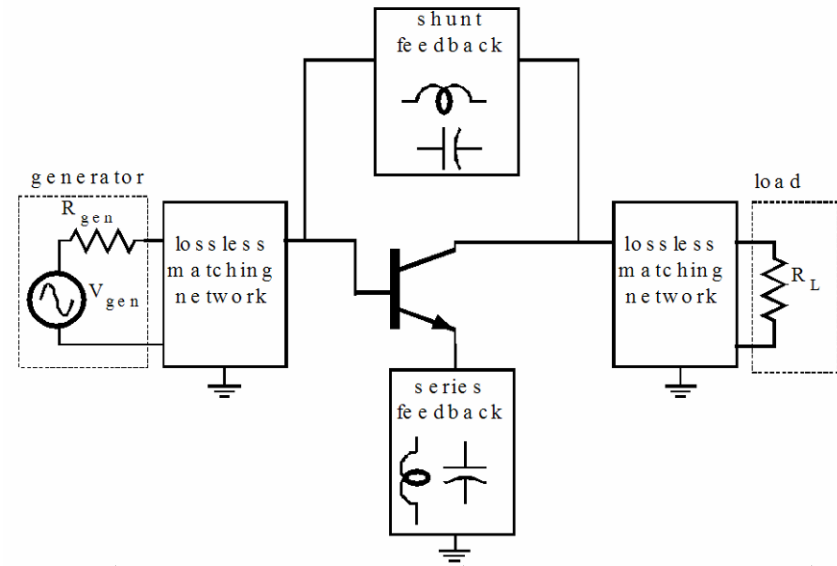 shunt
feedback
generator
R gen
V gen
lossless
matching
network
load
lossless
matching
network
R L
series
feedback